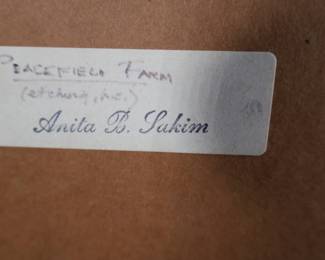 PEACEFIELD FARM
(etching, A.P.)
Anita B. Sakim